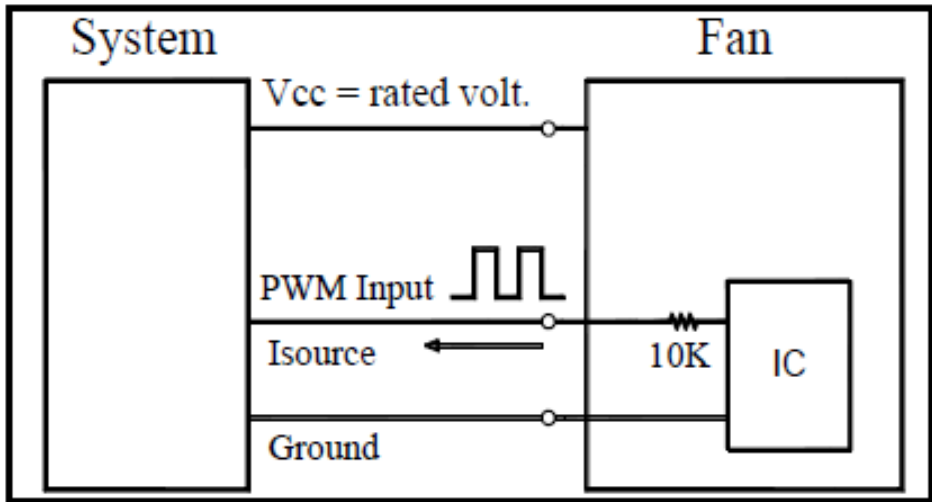 System
Fan
Vcc = rated volt.
PWM Input
Isource
10K
IC
Ground